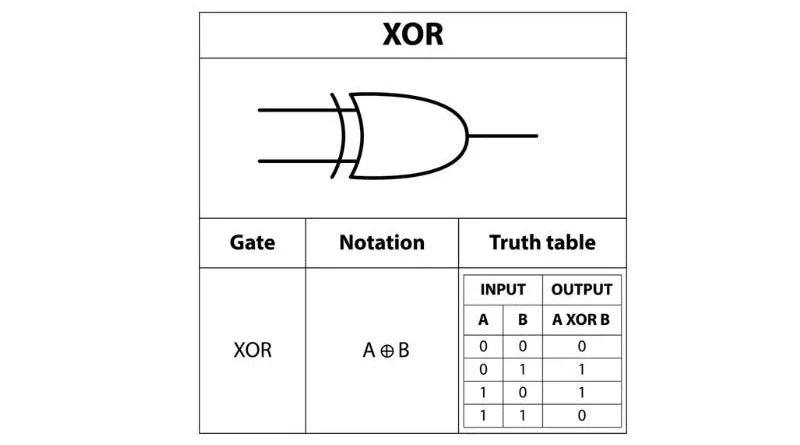 XOR
Gate Notation Truth table
XOR
A ⊕ B
INPUT OUTPUT
A B A XOR B
0 0 0
0 1 1
1 0 1
1 1 0